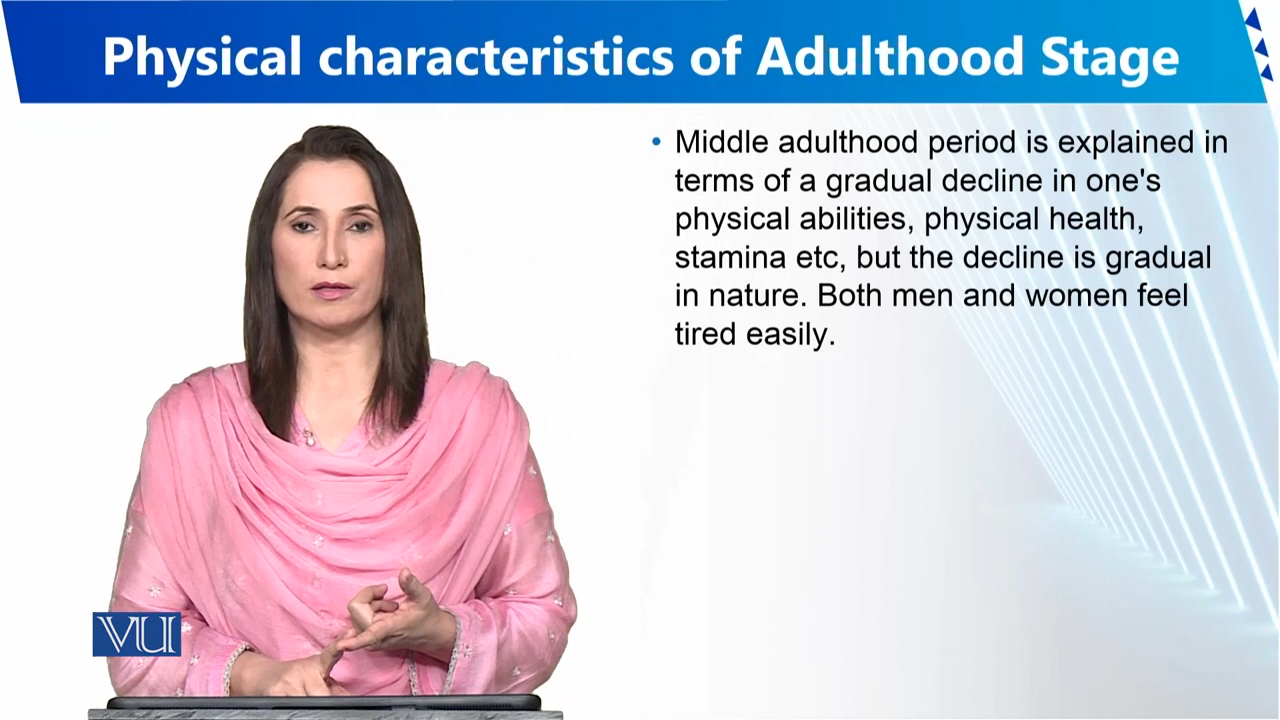 Physical characteristics of Adulthood Stage
• Middle adulthood period is explained in
terms of a gradual decline in one's
physical abilities, physical health,
stamina etc, but the decline is gradual
in nature. Both men and women feel
tired easily.
VU